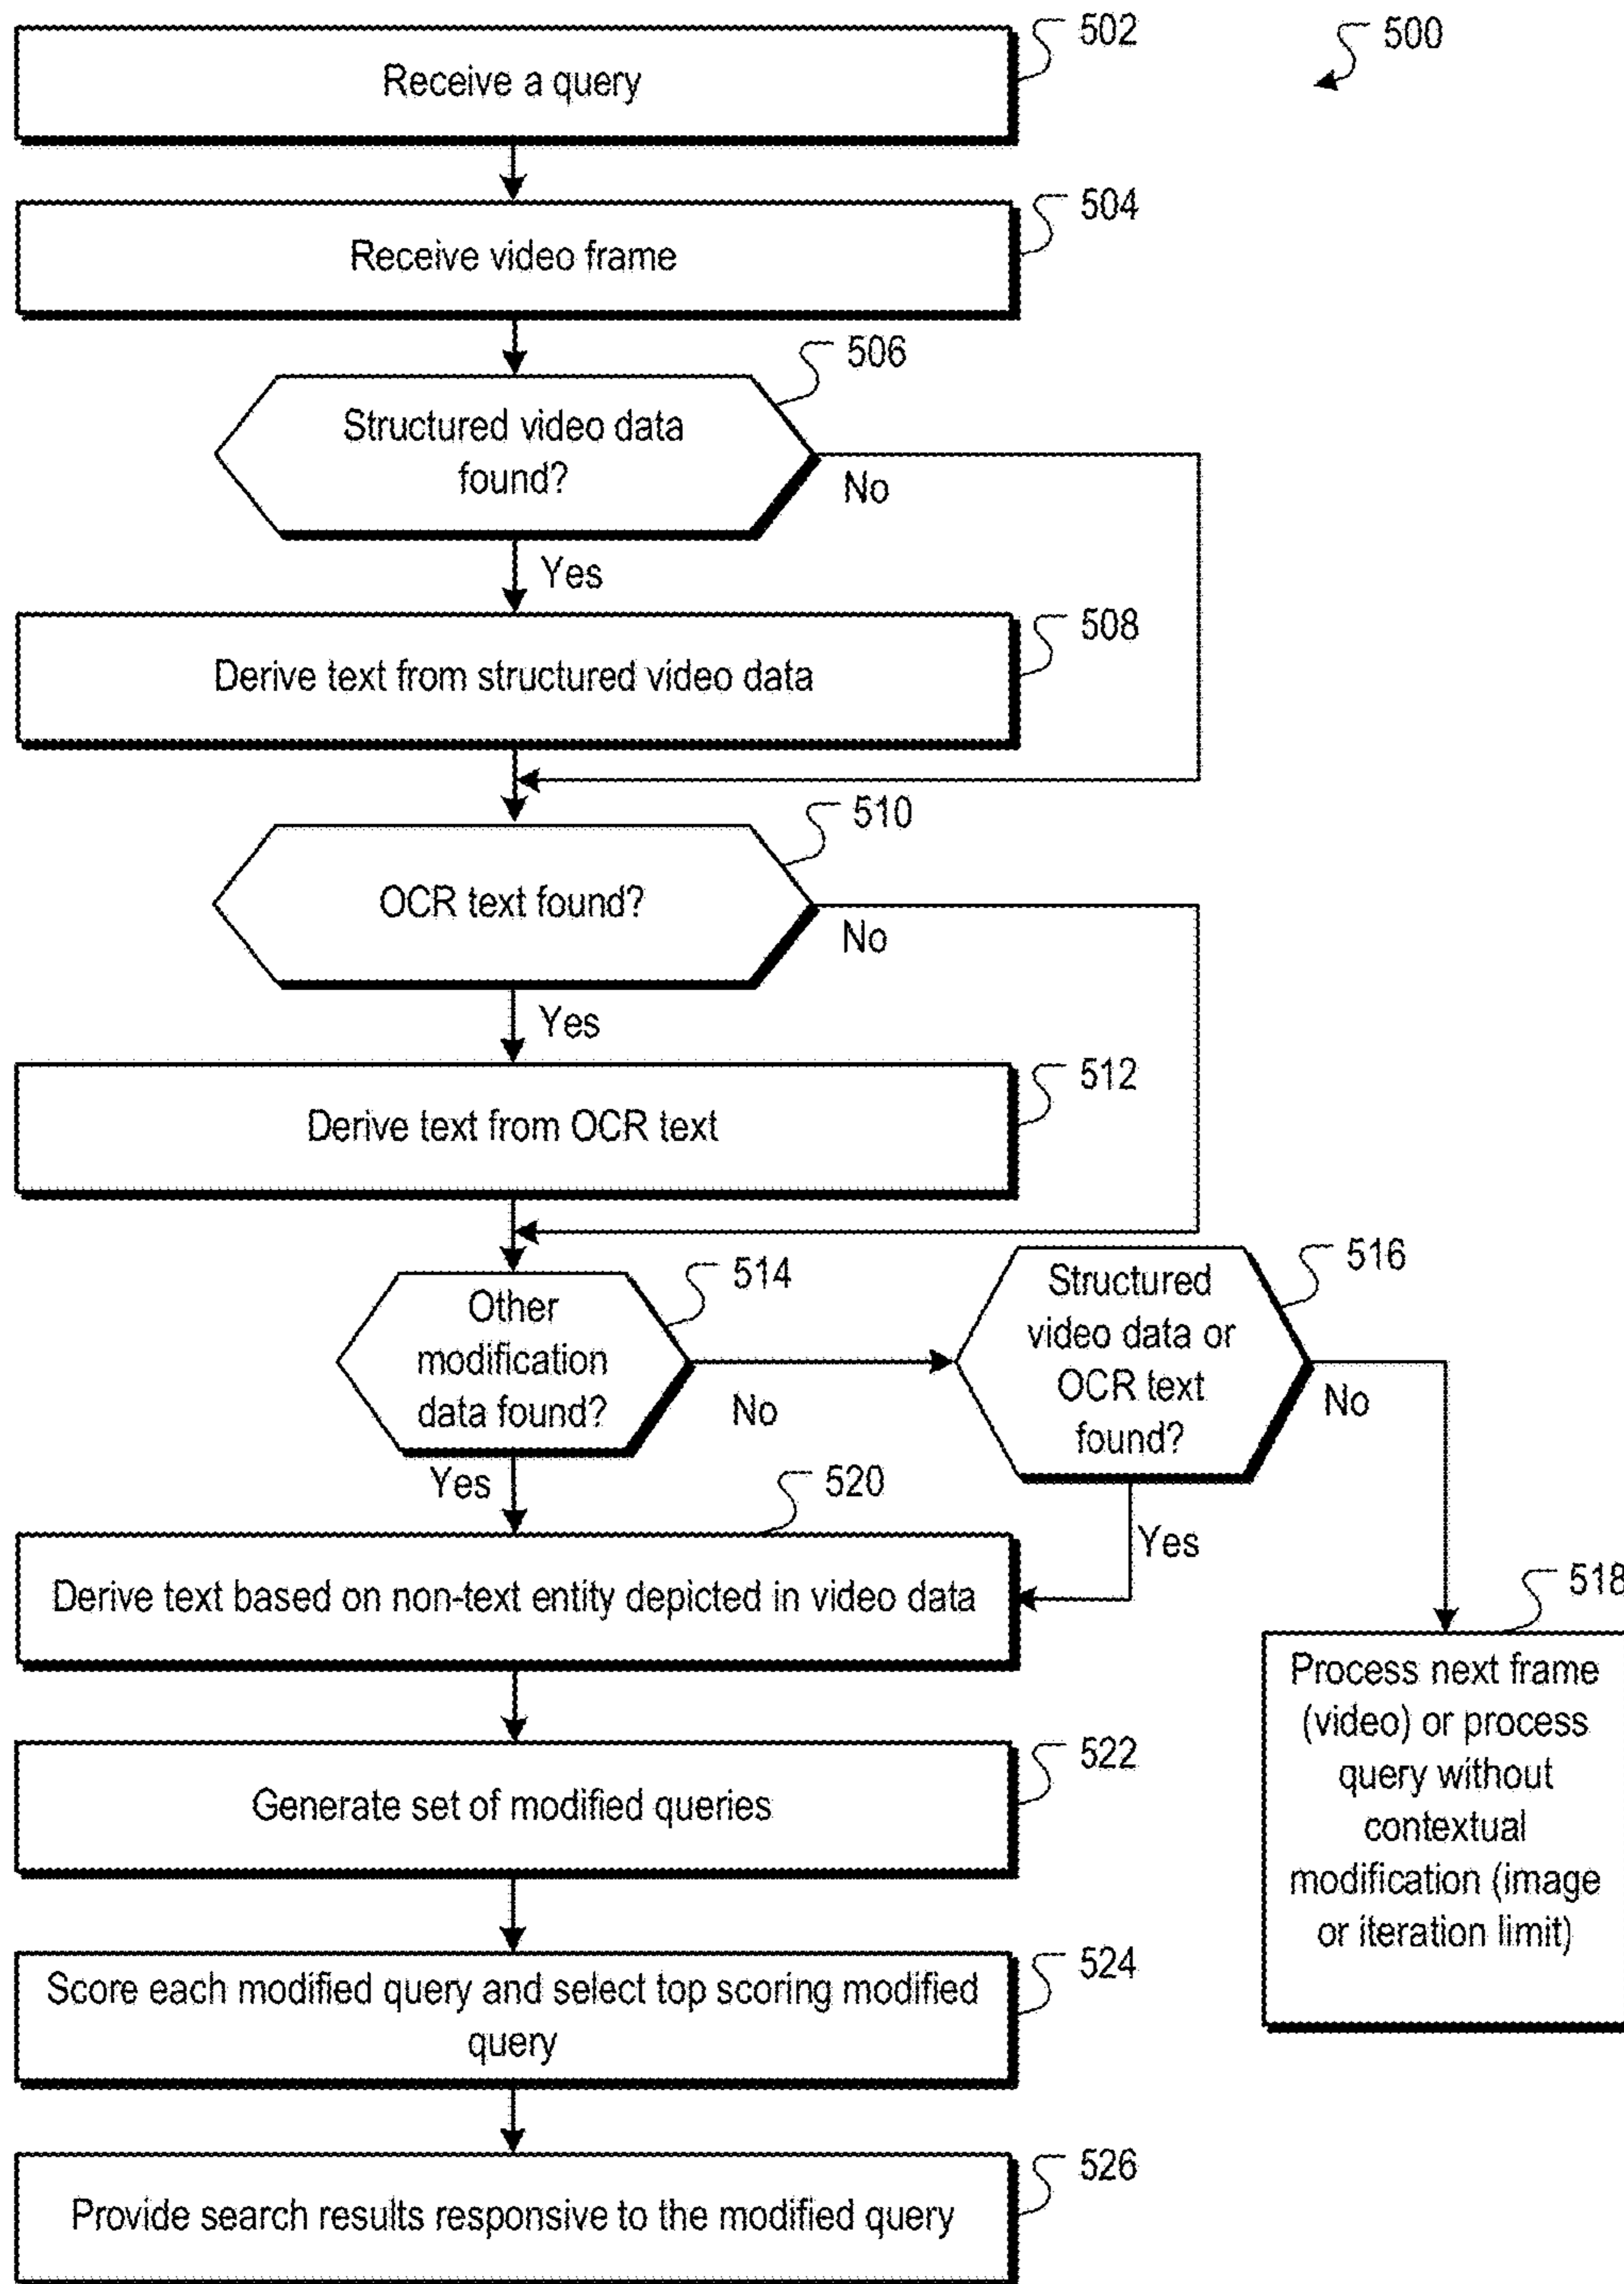 502
500
Receive a query
504
Receive video frame
506
Structured video data
found?
No
Yes
508
Derive text from structured video data
510
OCR text found?
No
Yes
512
Derive text from OCR text
514
Other
modification
data found?
No
Yes
516
Structured
video data or
OCR text
found?
No
Yes
518
Process next frame
(video) or process
query without
contextual
modification (image
or iteration limit)
520
Derive text based on non-text entity depicted in video data
522
Generate set of modified queries
524
Score each modified query and select top scoring modified
query
526
Provide search results responsive to the modified query